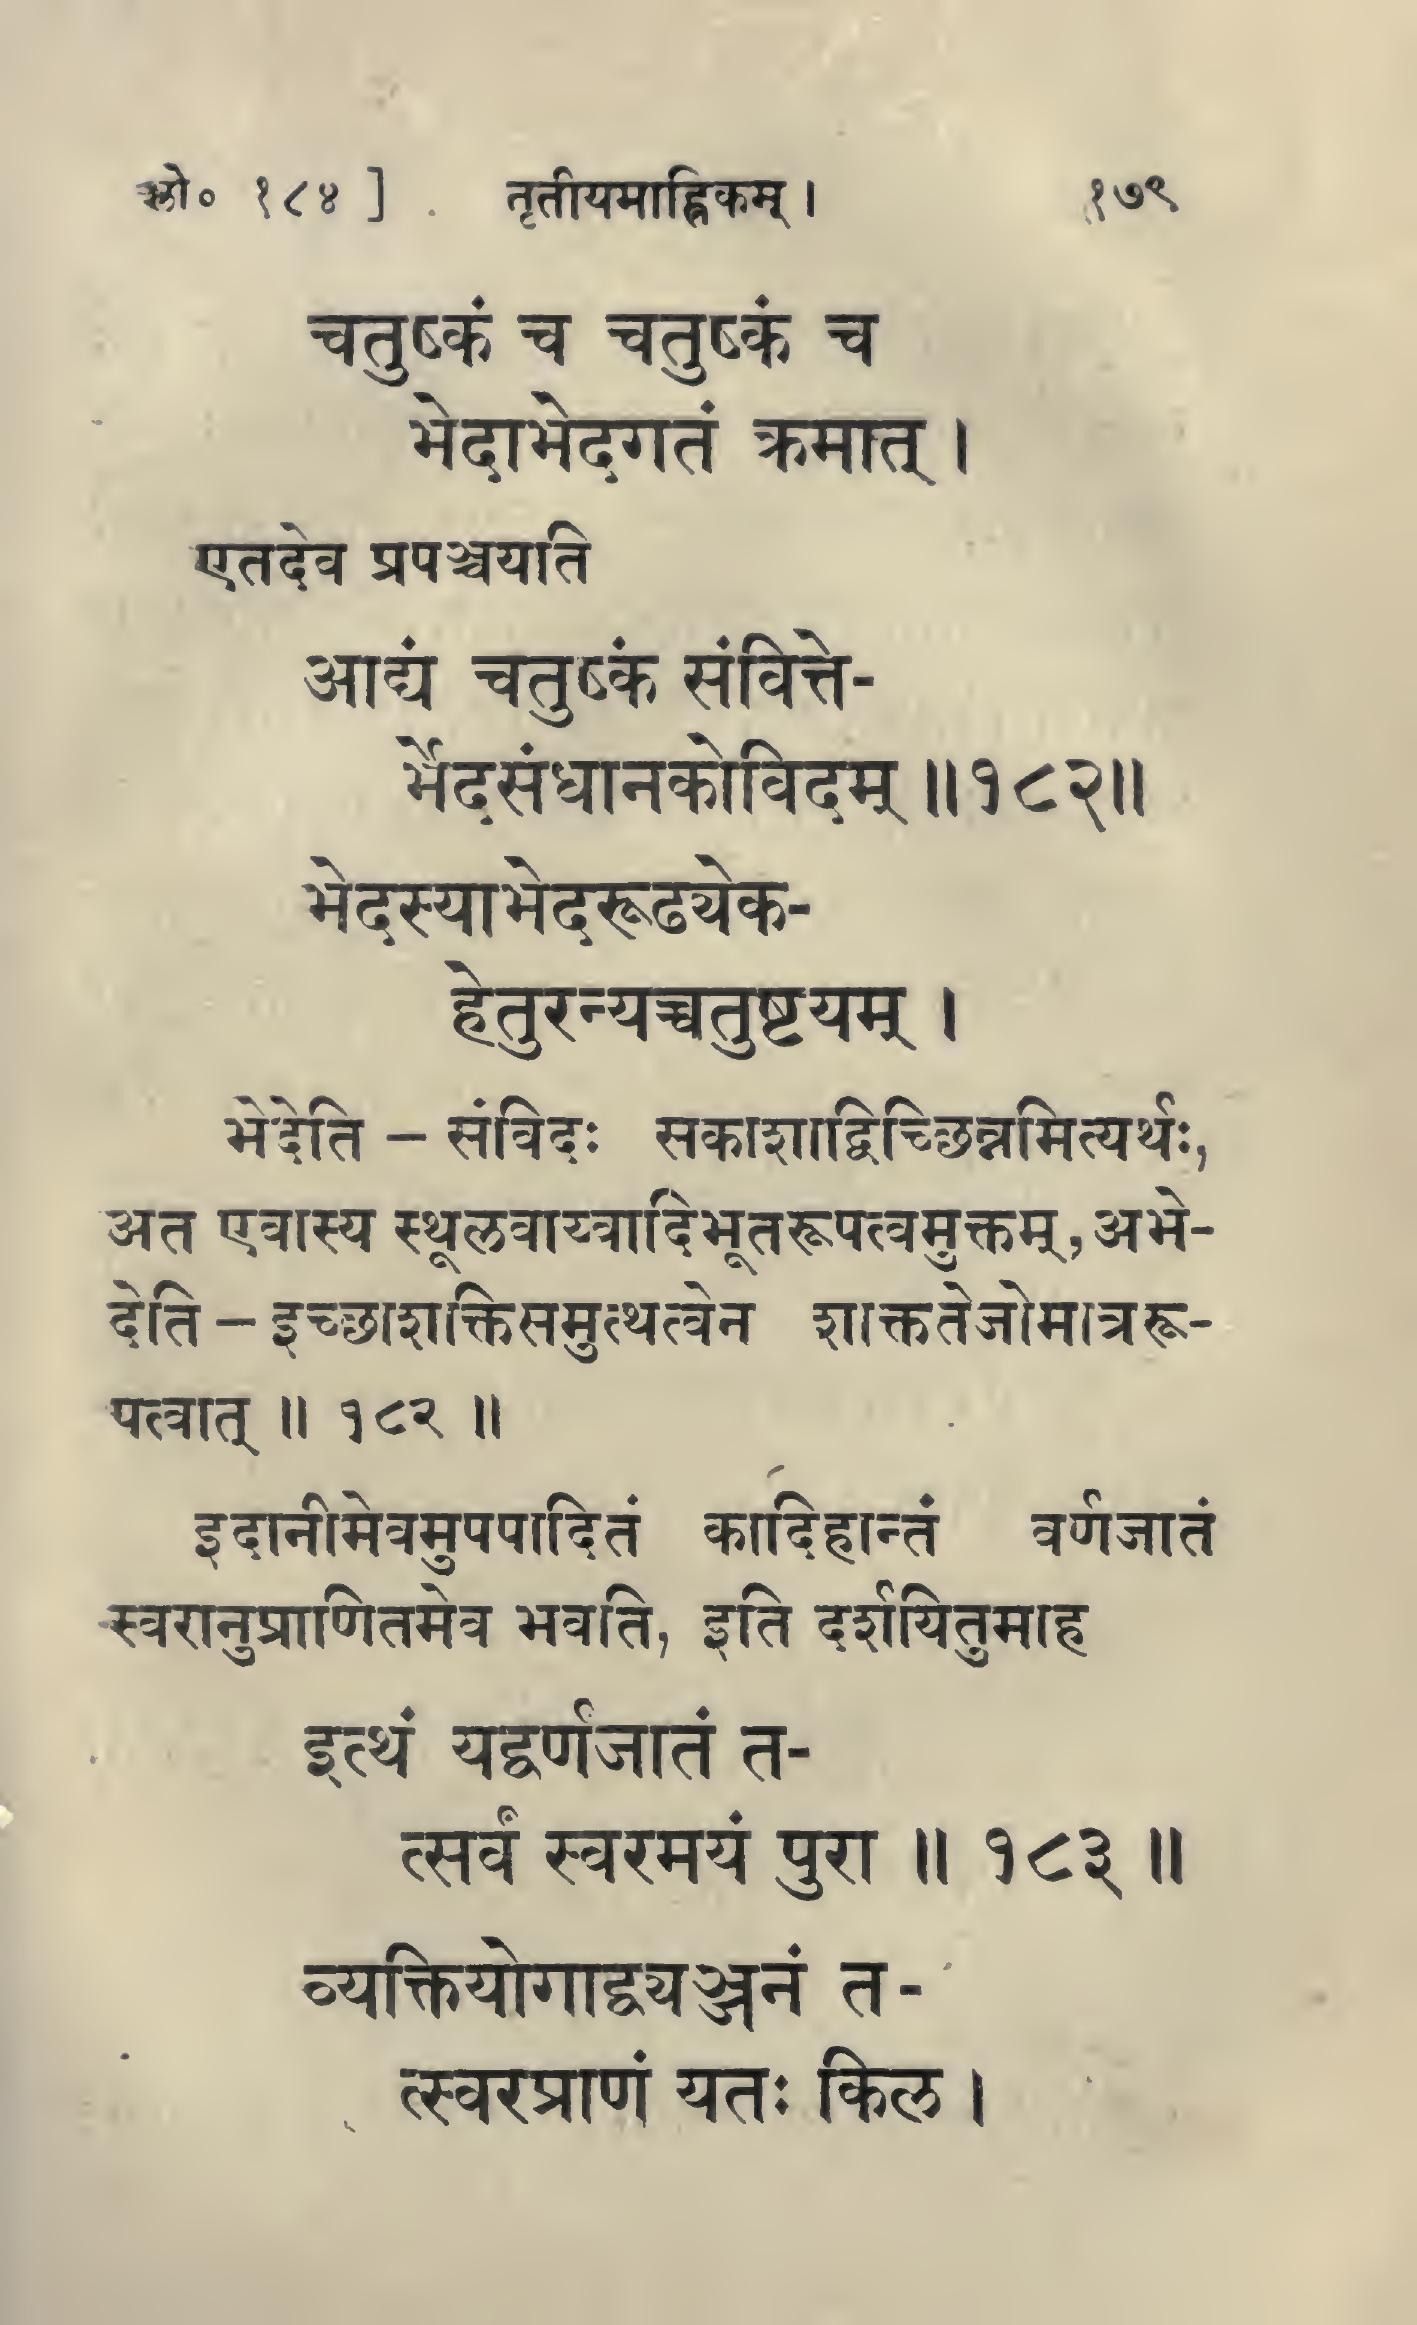 श्लो० १८४ ] तृतीयमाह्निकम् । १७९
चतुष्कं च चतुष्कं च
भेदाभेदगतं क्रमात् ।
एतदेव प्रपञ्चयति
आद्यं चतुष्कं संवित्ते-
र्भेदसंधानकोविदम् ॥१८२॥
भेदस्याभेदरूढ्येक-
हेतुरन्यच्चतुष्टयम् ।
भेदेति – संविदः सकाशाद्विच्छिन्नमित्यर्थः,
अत एवास्य स्थूलवाय्वादिभूतरूपत्वमुक्तम्, अभे-
देति – इच्छाशक्तिसमुत्थत्वेन शाक्ततेजोमात्ररू-
पत्वात् ॥ १८२ ॥
इदानीमेवमुपपादितं कादिहान्तं वर्णजातं
स्वरानुप्राणितमेव भवति, इति दर्शयितुमाह
इत्थं यद्वर्णजातं त-
त्सर्वं स्वरमयं पुरा ॥ १८३ ॥
व्यक्तियोगाद्व्यञ्जनं त-
त्स्वरप्राणं यतः किल ।